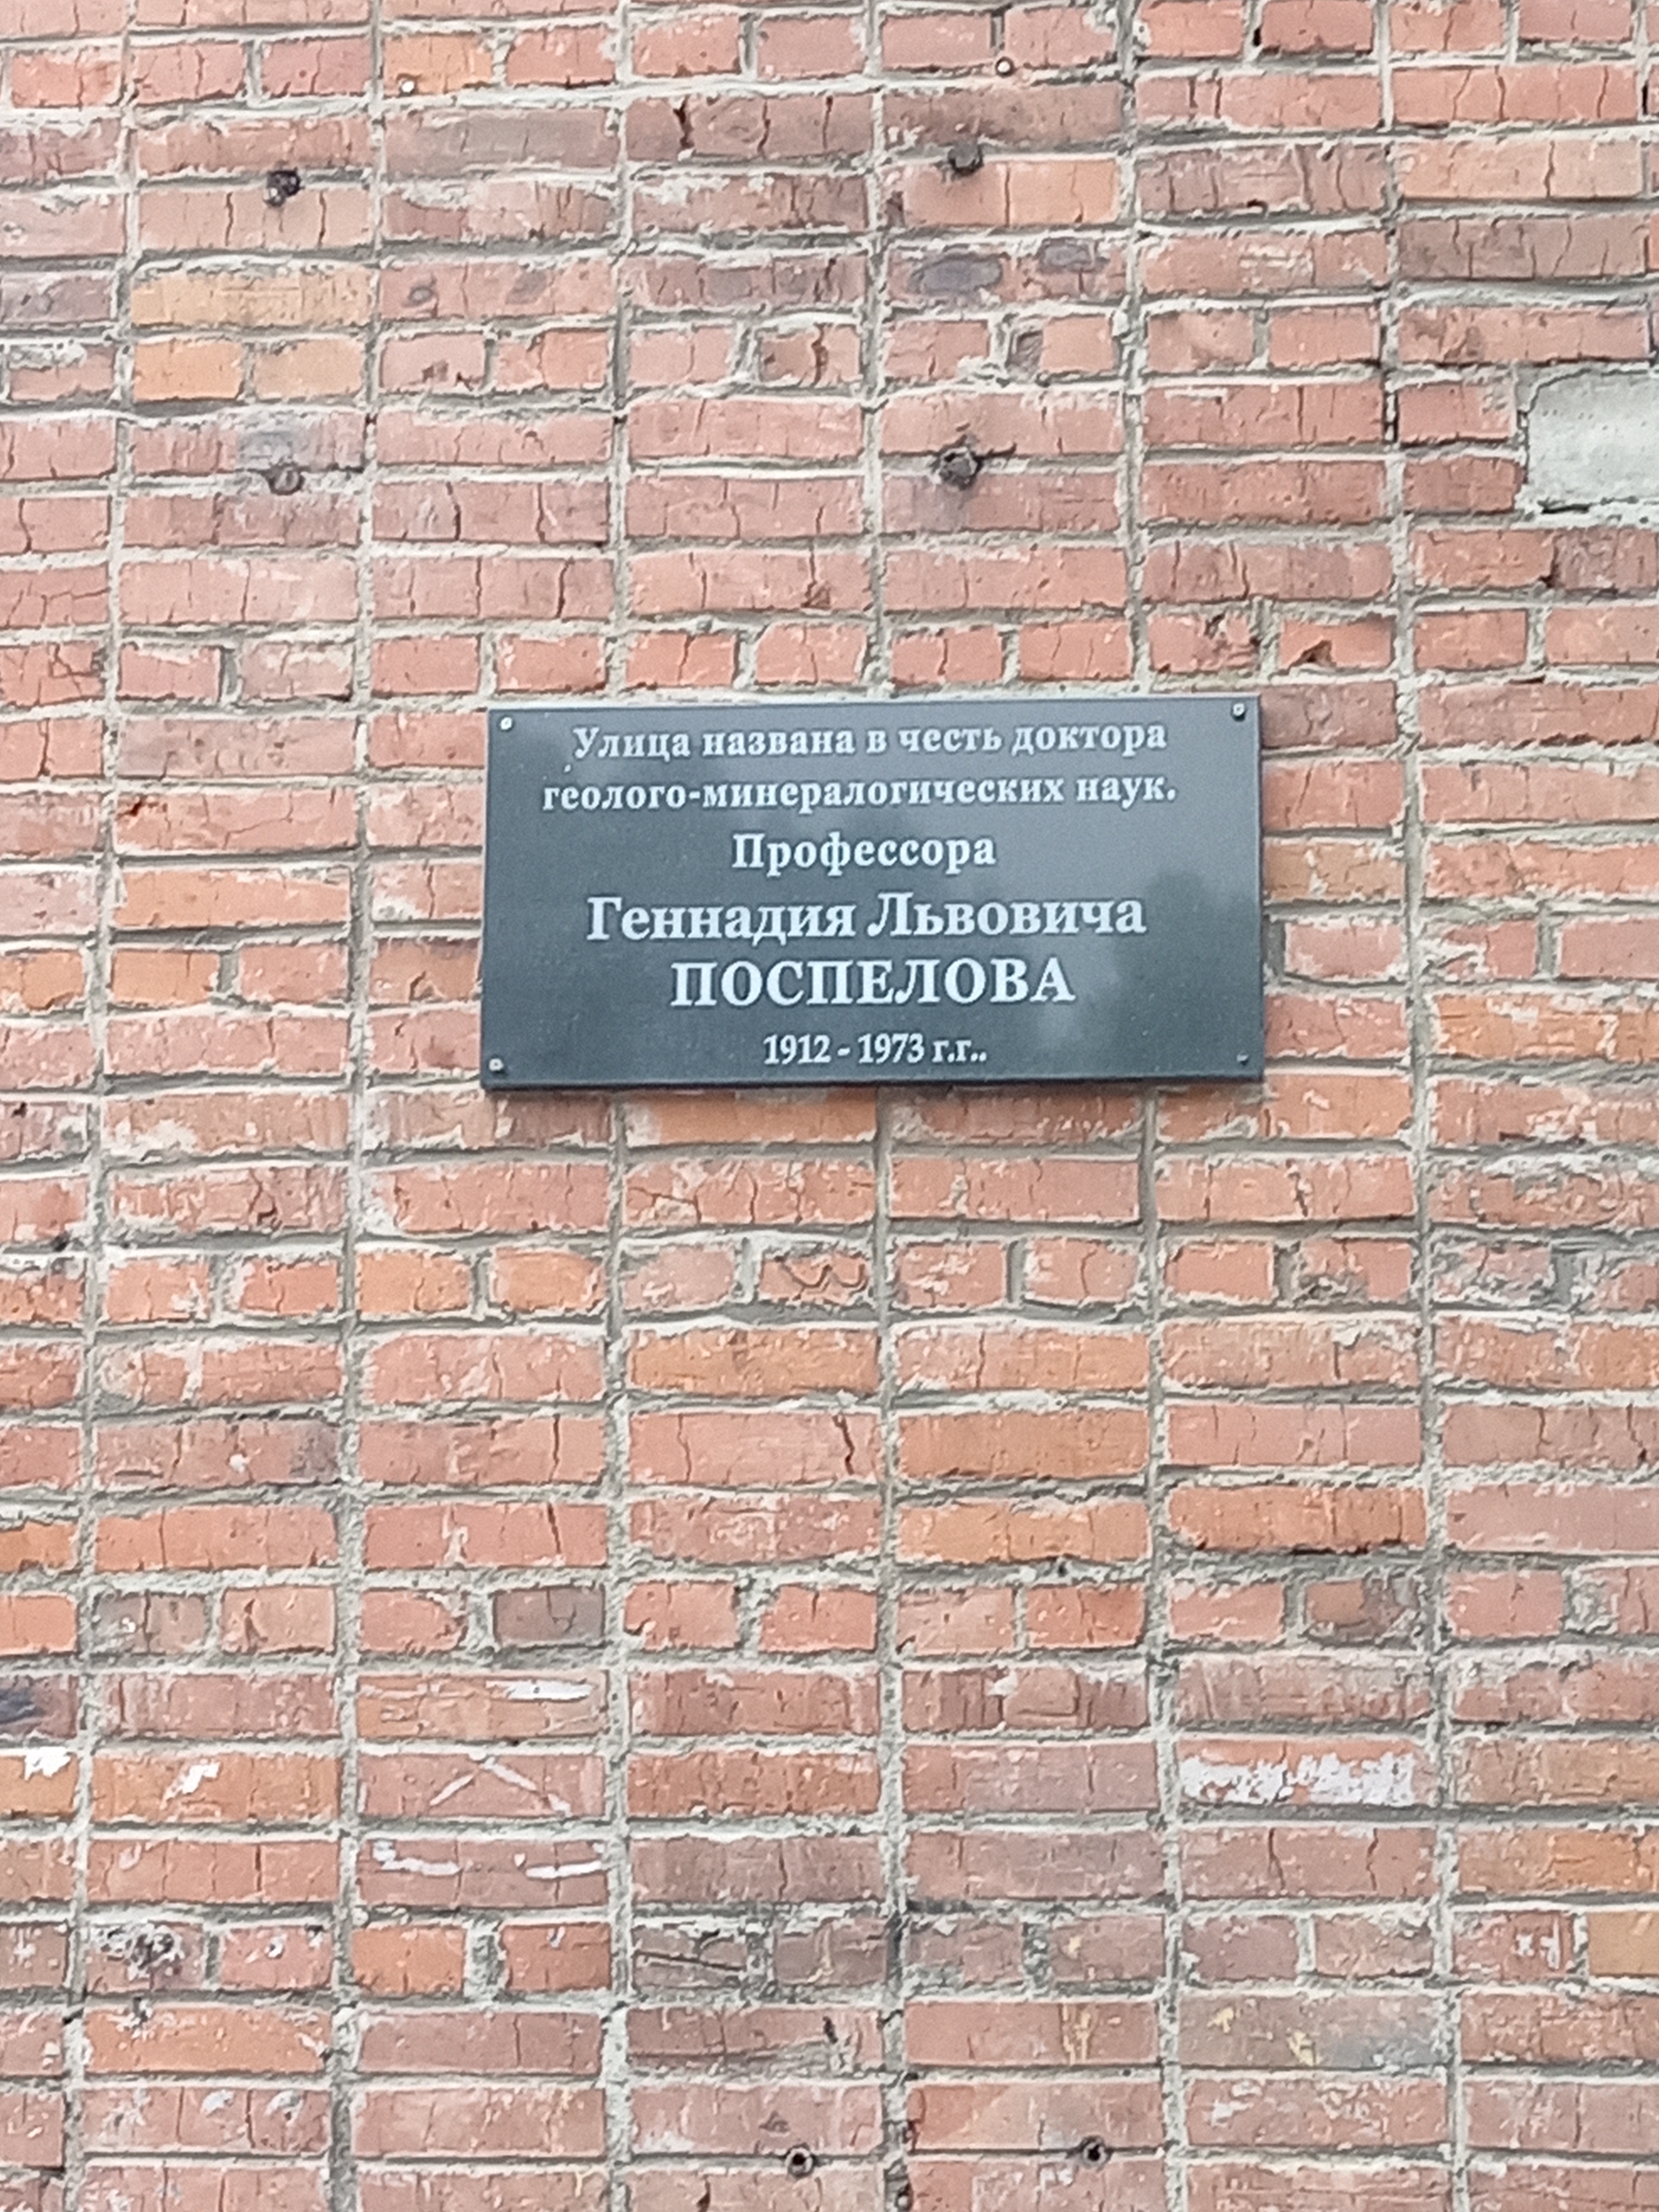 Улица названа в честь доктора
геолого-минералогических наук.
Профессора
Геннадия Львовича
ПОСПЕЛОВА
1912 - 1973 г.г..